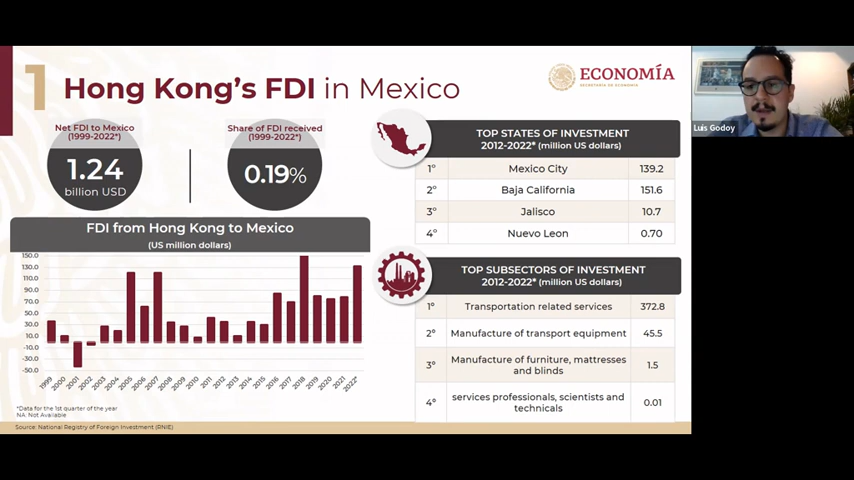 1
Hong Kong's FDI in Mexico
ECONOMÍA
SECRETARÍA DE ECONOMÍA
Luis Godoy
Net FDI to Mexico
(1999-2022*)
1.24
billion USD
Share of FDI received
(1999-2022*)
0.19%
TOP STATES OF INVESTMENT
2012-2022* (million US dollars)
1° Mexico City 139.2
2° Baja California 151.6
3° Jalisco 10.7
4° Nuevo Leon 0.70
FDI from Hong Kong to Mexico
(US million dollars)
150.0
130.0
110.0
90.0
70.0
50.0
30.0
10.0
-10.0
-30.0
-50.0
1999 2000 2001 2002 2003 2004 2005 2006 2007 2008 2009 2010 2011 2012 2013 2014 2015 2016 2017 2018 2019 2020 2021 2022*
TOP SUBSECTORS OF INVESTMENT
2012-2022* (million US dollars)
1° Transportation related services 372.8
2° Manufacture of transport equipment 45.5
3° Manufacture of furniture, mattresses
and blinds 1.5
4° services professionals, scientists and
technicals 0.01
*Data for the 1st quarter of the year
NA: Not Available
Source: National Registry of Foreign Investment (RNIE)